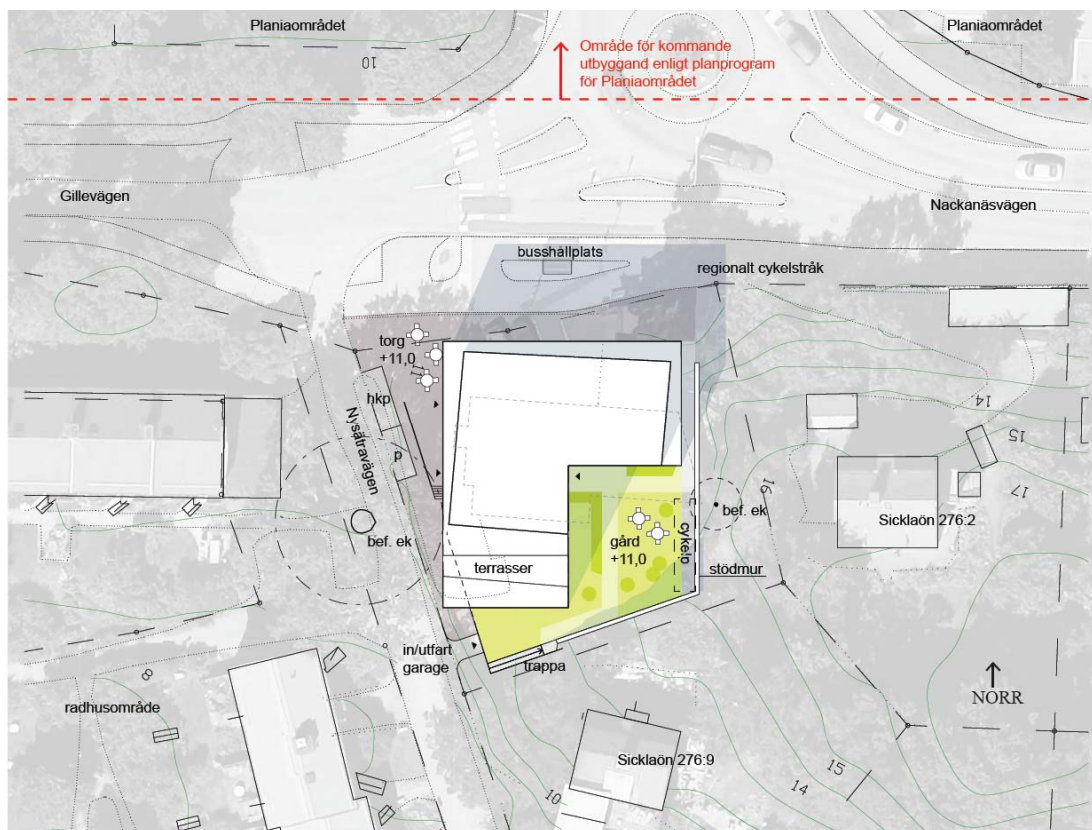 Planiaområdet
Planiaområdet
10
Område för kommande
utbyggand enligt planprogram
för Planiaområdet
Gillevägen
Nackanäsvägen
busshållplats
regionalt cykelstråk
torg
+11,0
hkp
p
Nysätravägen
14
15
17
16
bef. ek
bef. ek
Sicklaön 276:2
gård
+11,0
cykelp
terrasser
stödmur
in/utfart
garage
trappa
8
radhusområde
NORR
Sicklaön 276:9
10
15
14